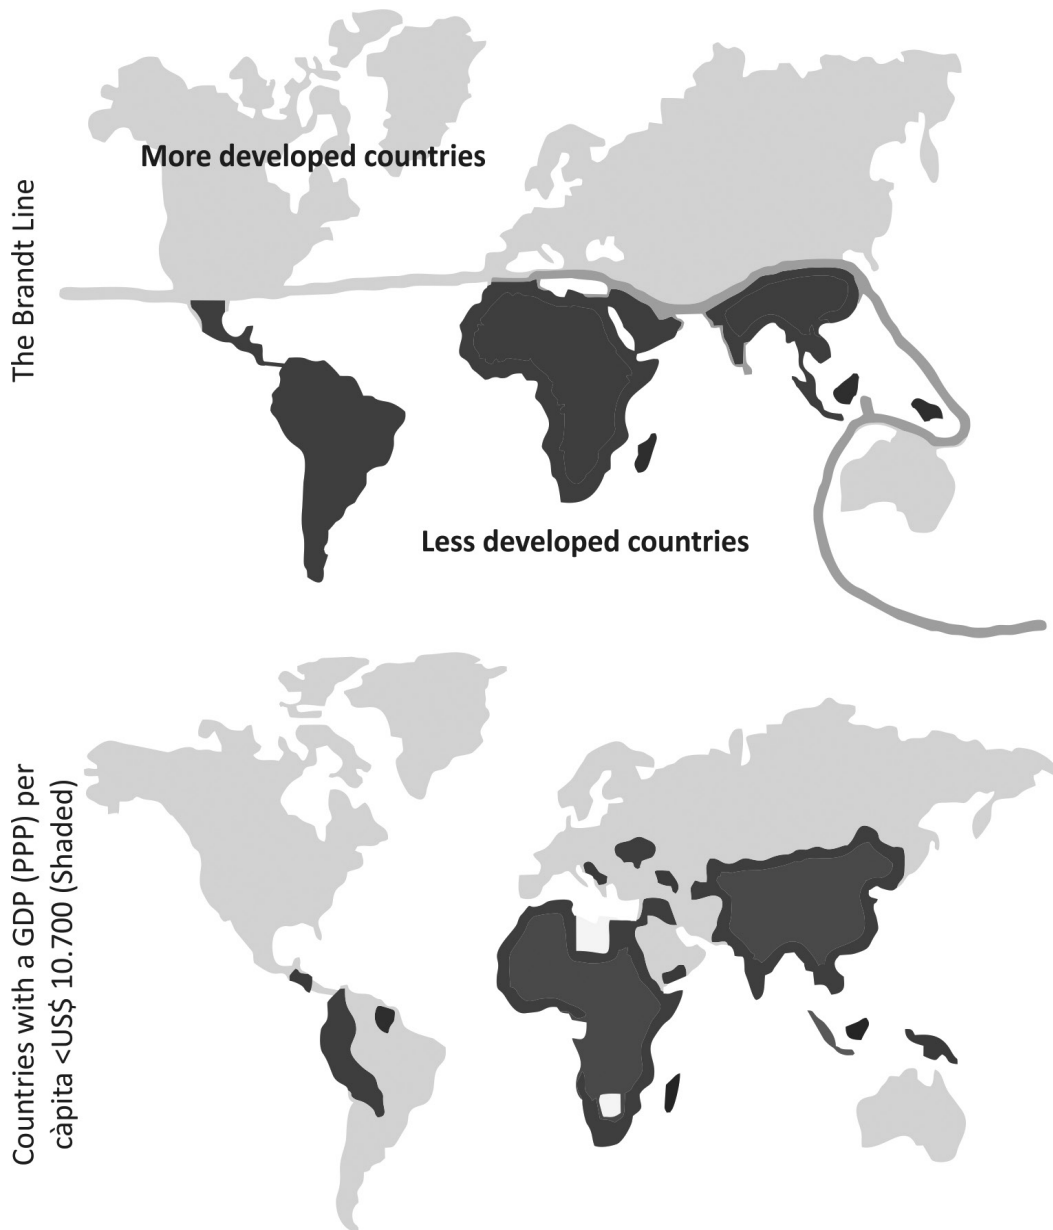 The Brandt Line
More developed countries
Less developed countries
Countries with a GDP (PPP) per
càpita <US$ 10.700 (Shaded)